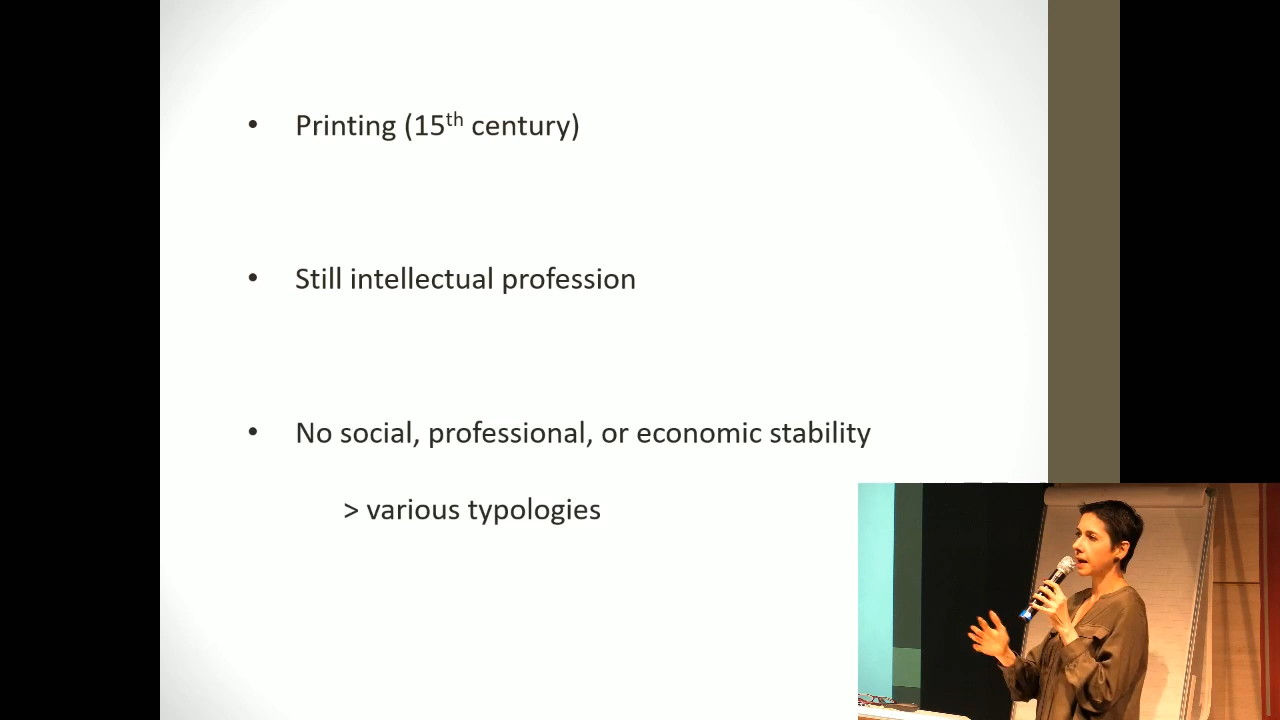 • Printing (15th century)
• Still intellectual profession
• No social, professional, or economic stability
> various typologies